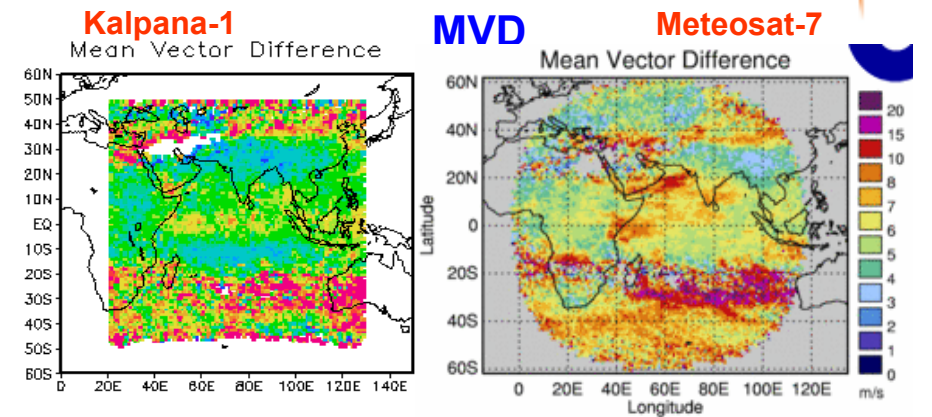 Kalpana-1
MVD
Meteosat-7
Mean Vector Difference
60N
50N
40N
30N
20N
10N
EQ
10S
20S
30S
40S
50S
60S
0 20E 40E 60E 80E 100E 120E 140E
Mean Vector Difference
Latitude
60N
40N
20N
0
20S
40S
60S
0 20E 40E 60E 80E 100E 120E
Longitude
20
15
10
8
7
6
5
4
3
2
1
0
m/s